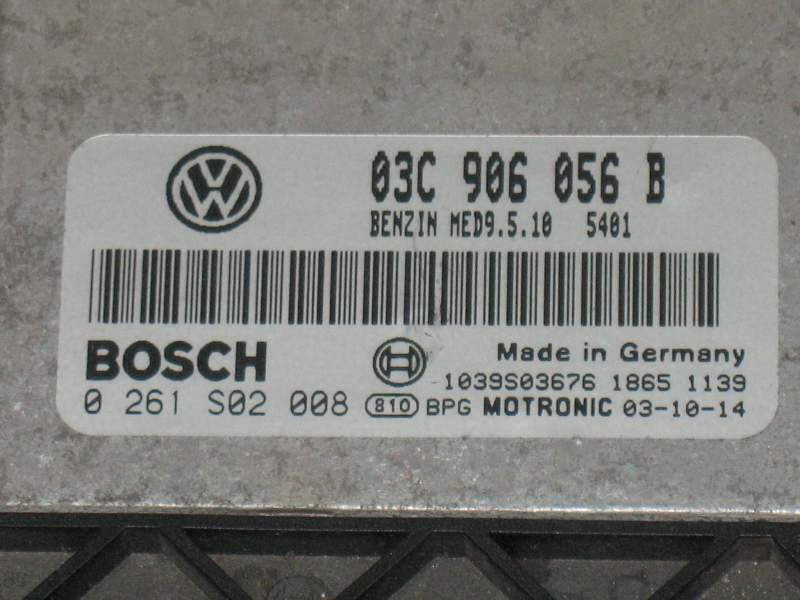 03C 906 056 B
BENZIN MED9.5.10 5401
BOSCH
Made in Germany
1039S03676 1865 1139
0 261 S02 008 810 BPG MOTRONIC 03-10-14